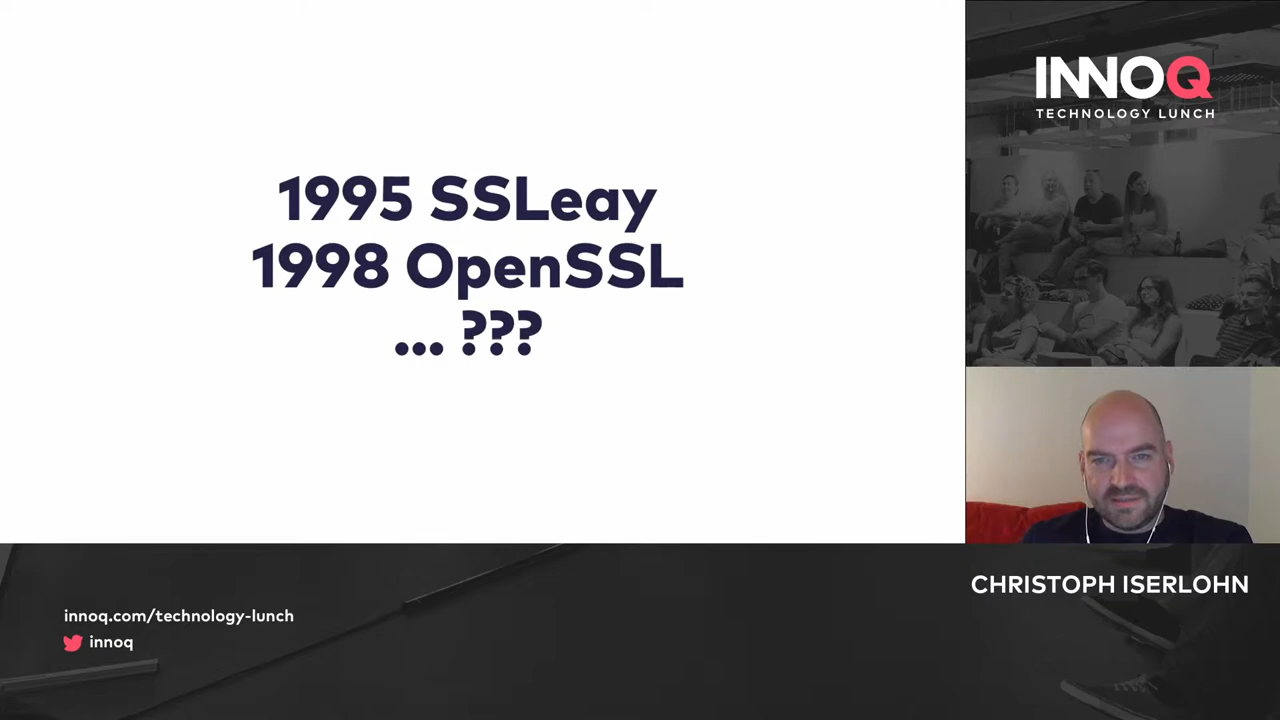 1995 SSLeay
1998 OpenSSL
... ???
INNOQ
TECHNOLOGY LUNCH
CHRISTOPH ISERLOHN
innoq.com/technology-lunch
innoq